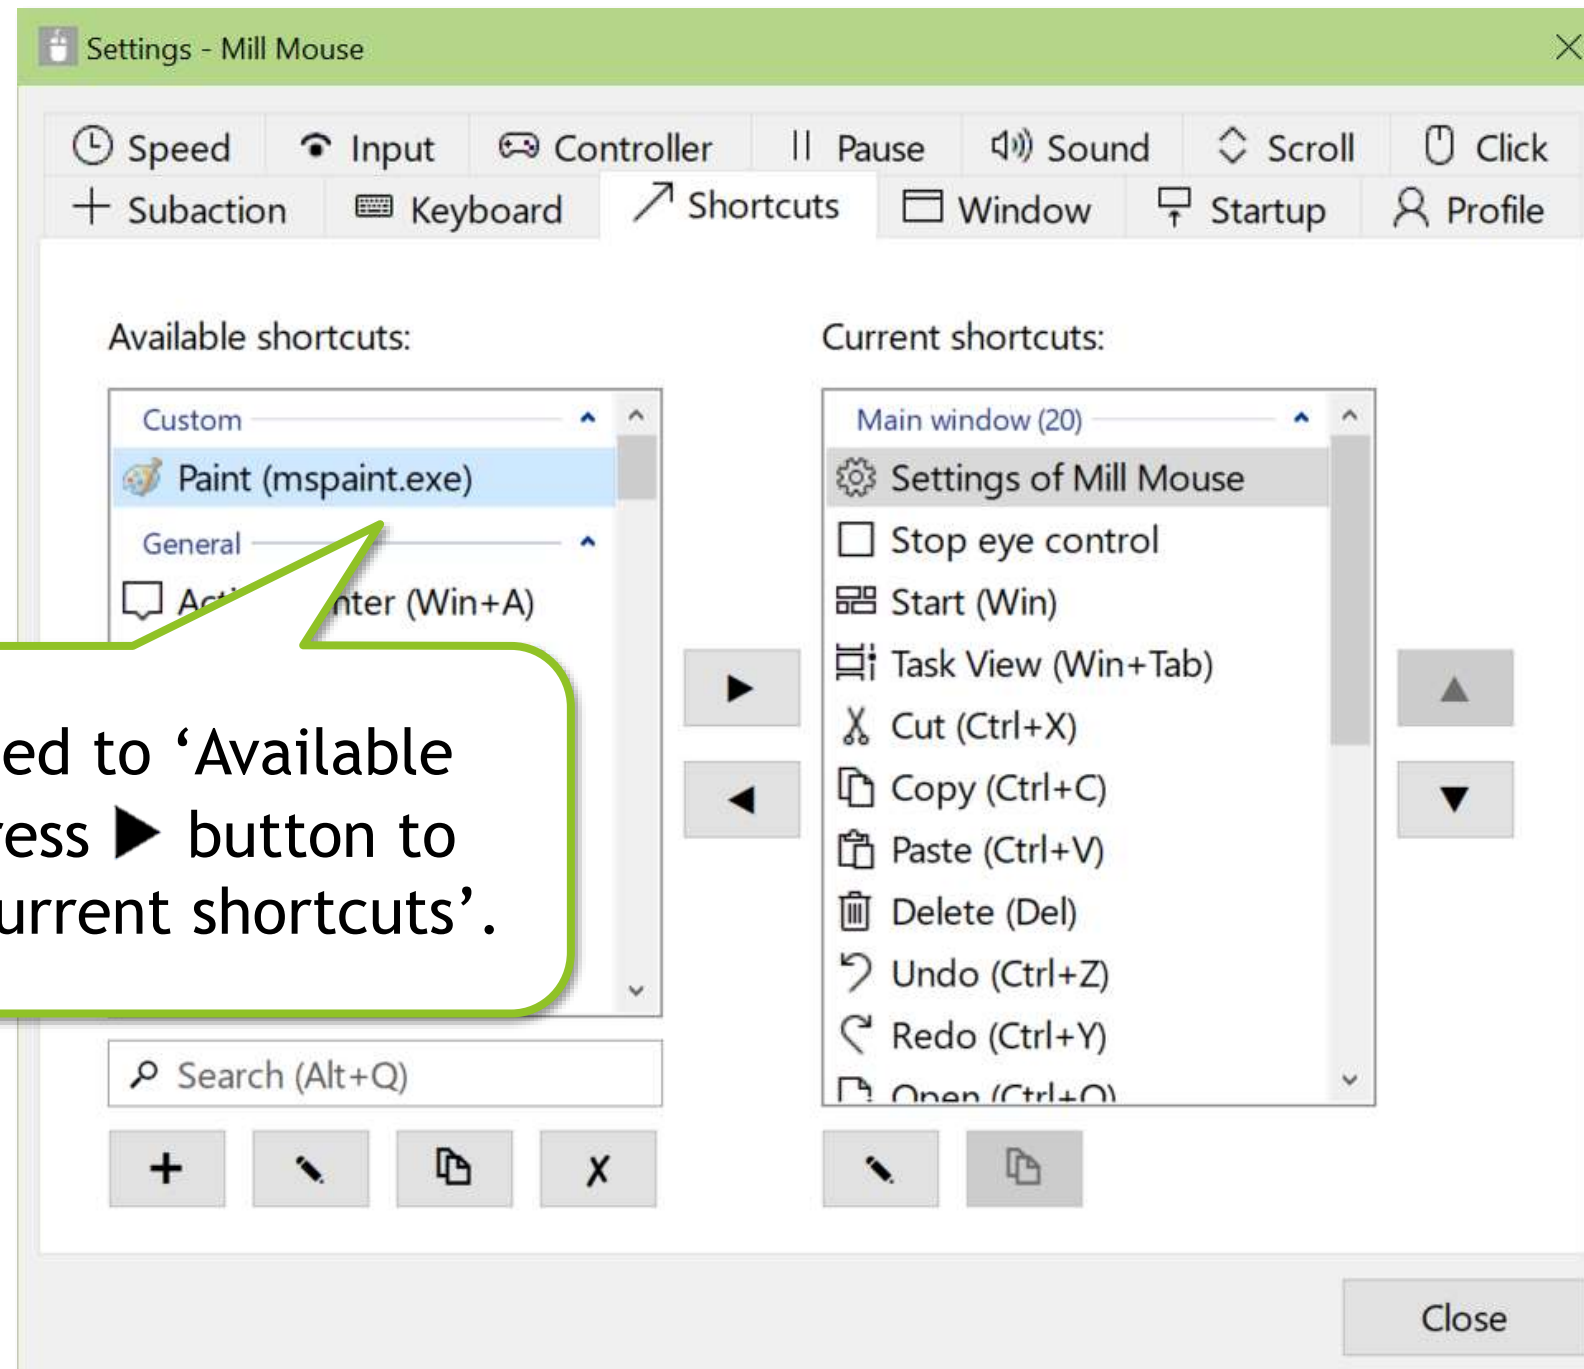 Settings - Mill Mouse
Speed Input Controller Pause Sound Scroll Click
Subaction Keyboard Shortcuts Window Startup Profile
Available shortcuts:
Custom
Paint (mspaint.exe)
General
(Win+A)
ed to ‘Available
ress ▶ button to
urrent shortcuts’.
Search (Alt+Q)
Current shortcuts:
Main window (20)
Settings of Mill Mouse
Stop eye control
Start (Win)
Task View (Win+Tab)
Cut (Ctrl+X)
Copy (Ctrl+C)
Paste (Ctrl+V)
Delete (Del)
Undo (Ctrl+Z)
Redo (Ctrl+Y)
Open (Ctrl+O)
Close